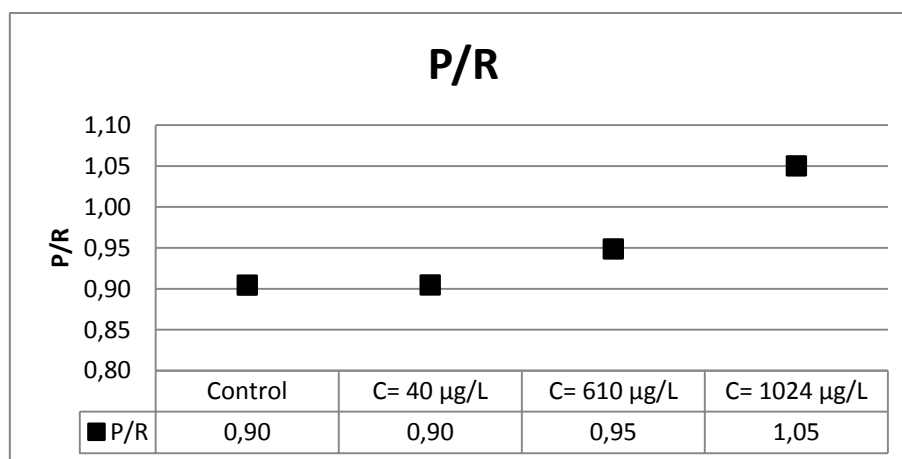 P/R
1,10
1,05
1,00
0,95
0,90
0,85
0,80
P/R
Control C= 40 µg/L C= 610 µg/L C= 1024 µg/L
P/R 0,90 0,90 0,95 1,05